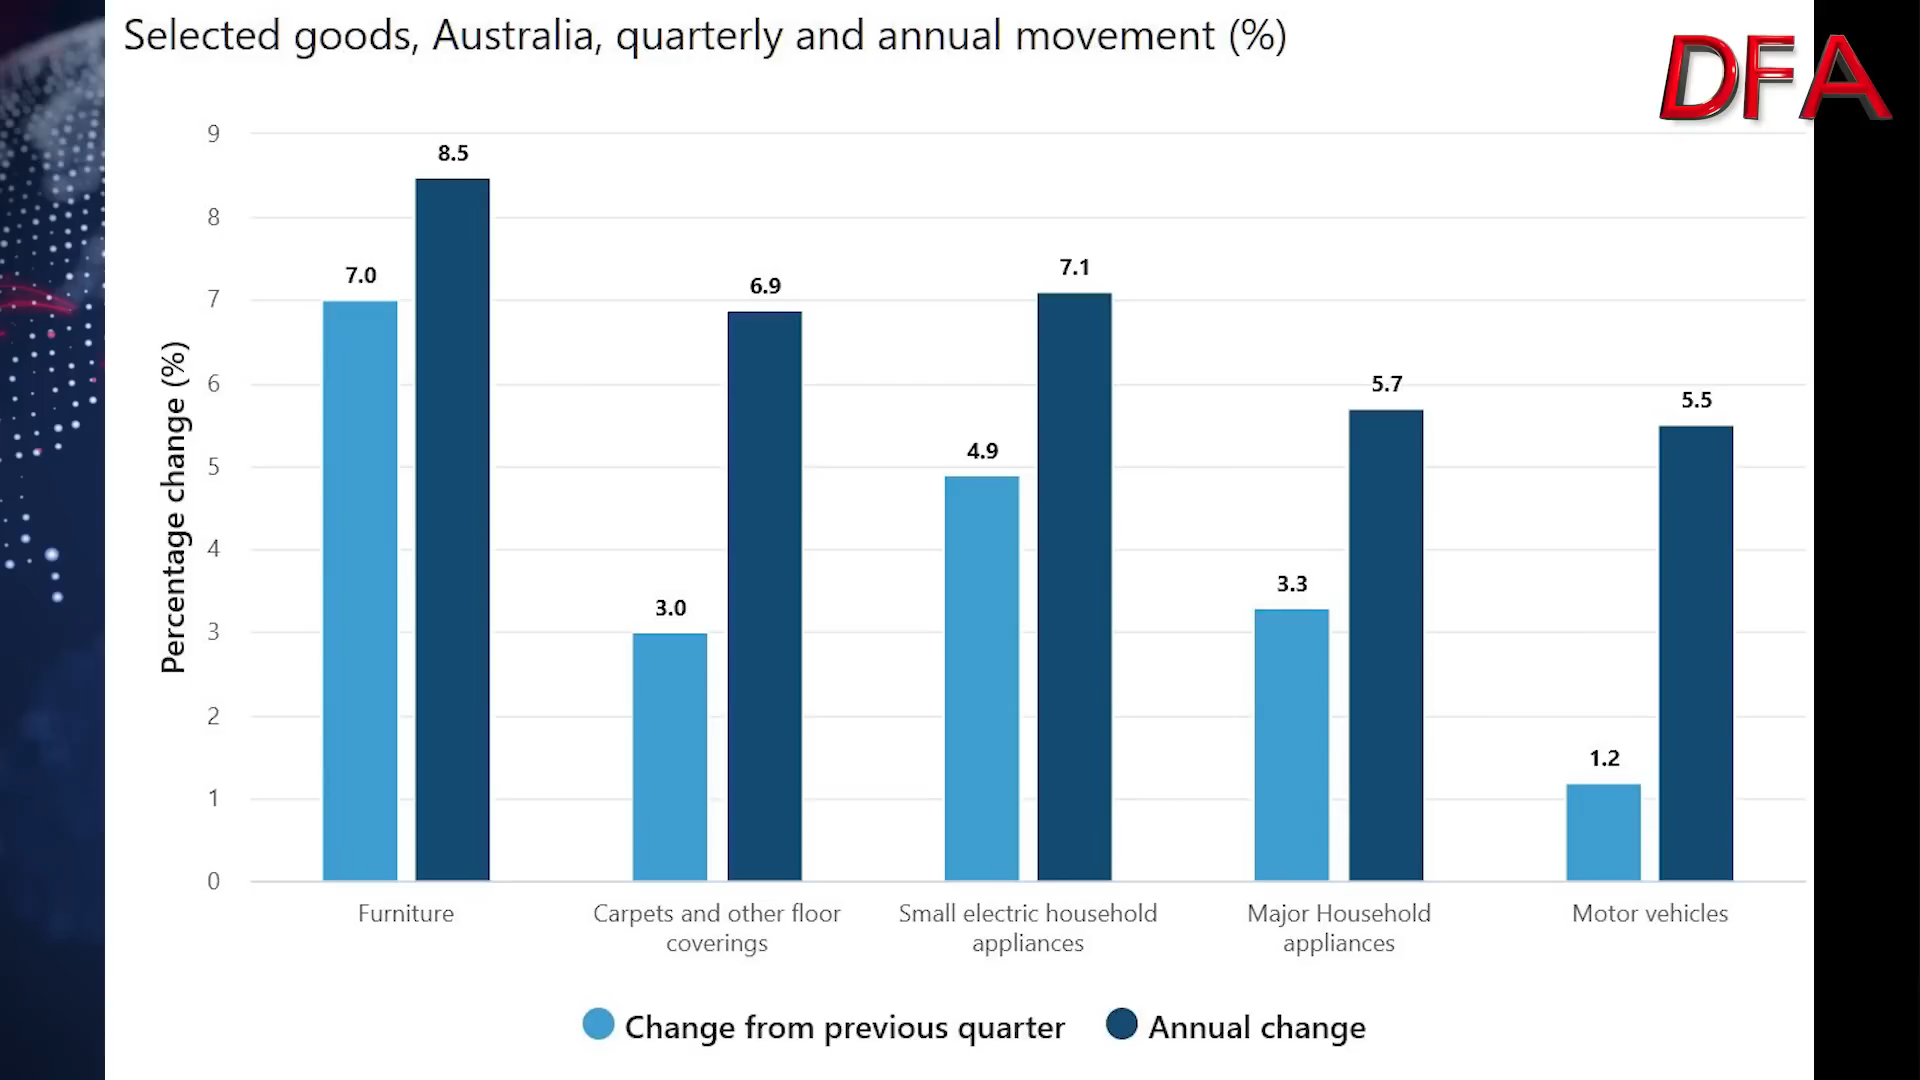 Selected goods, Australia, quarterly and annual movement (%)
DFA
Percentage change (%)
9
8
7
6
5
4
3
2
1
0
7.0
8.5
3.0
6.9
4.9
7.1
3.3
5.7
1.2
5.5
Furniture
Carpets and other floor
coverings
Small electric household
appliances
Major Household
appliances
Motor vehicles
Change from previous quarter
Annual change